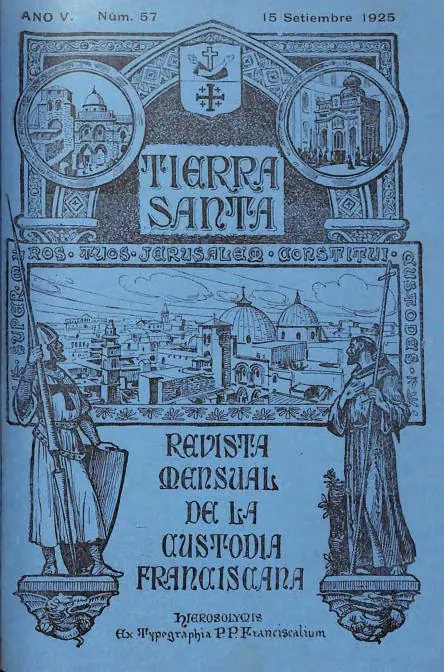 ANO V. Núm. 57 15 Setiembre 1925
TIERRA
SANTA
SUPER·MUROS·TUOS·JERUSALEM·CONSTITUI·CUSTODES
REVISTA
MENSUAL
DE LA
CUSTODIA
FRANCISCANA
HIEROSOLYMIS
Ex Typographia PP. Franciscalium